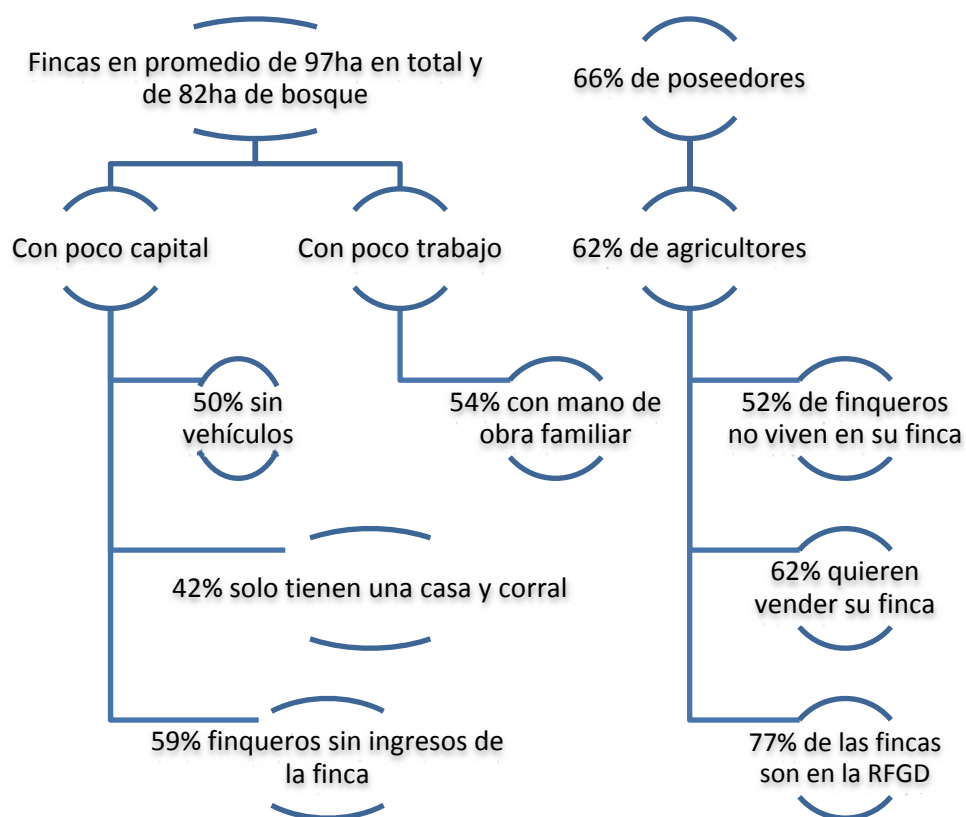 Fincas en promedio de 97ha en total y
de 82ha de bosque
66% de poseedores
Con poco capital
Con poco trabajo
62% de agricultores
50% sin
vehículos
54% con mano de
obra familiar
52% de finqueros
no viven en su finca
42% solo tienen una casa y corral
62% quieren
vender su finca
59% finqueros sin ingresos de
la finca
77% de las fincas
son en la RFGD